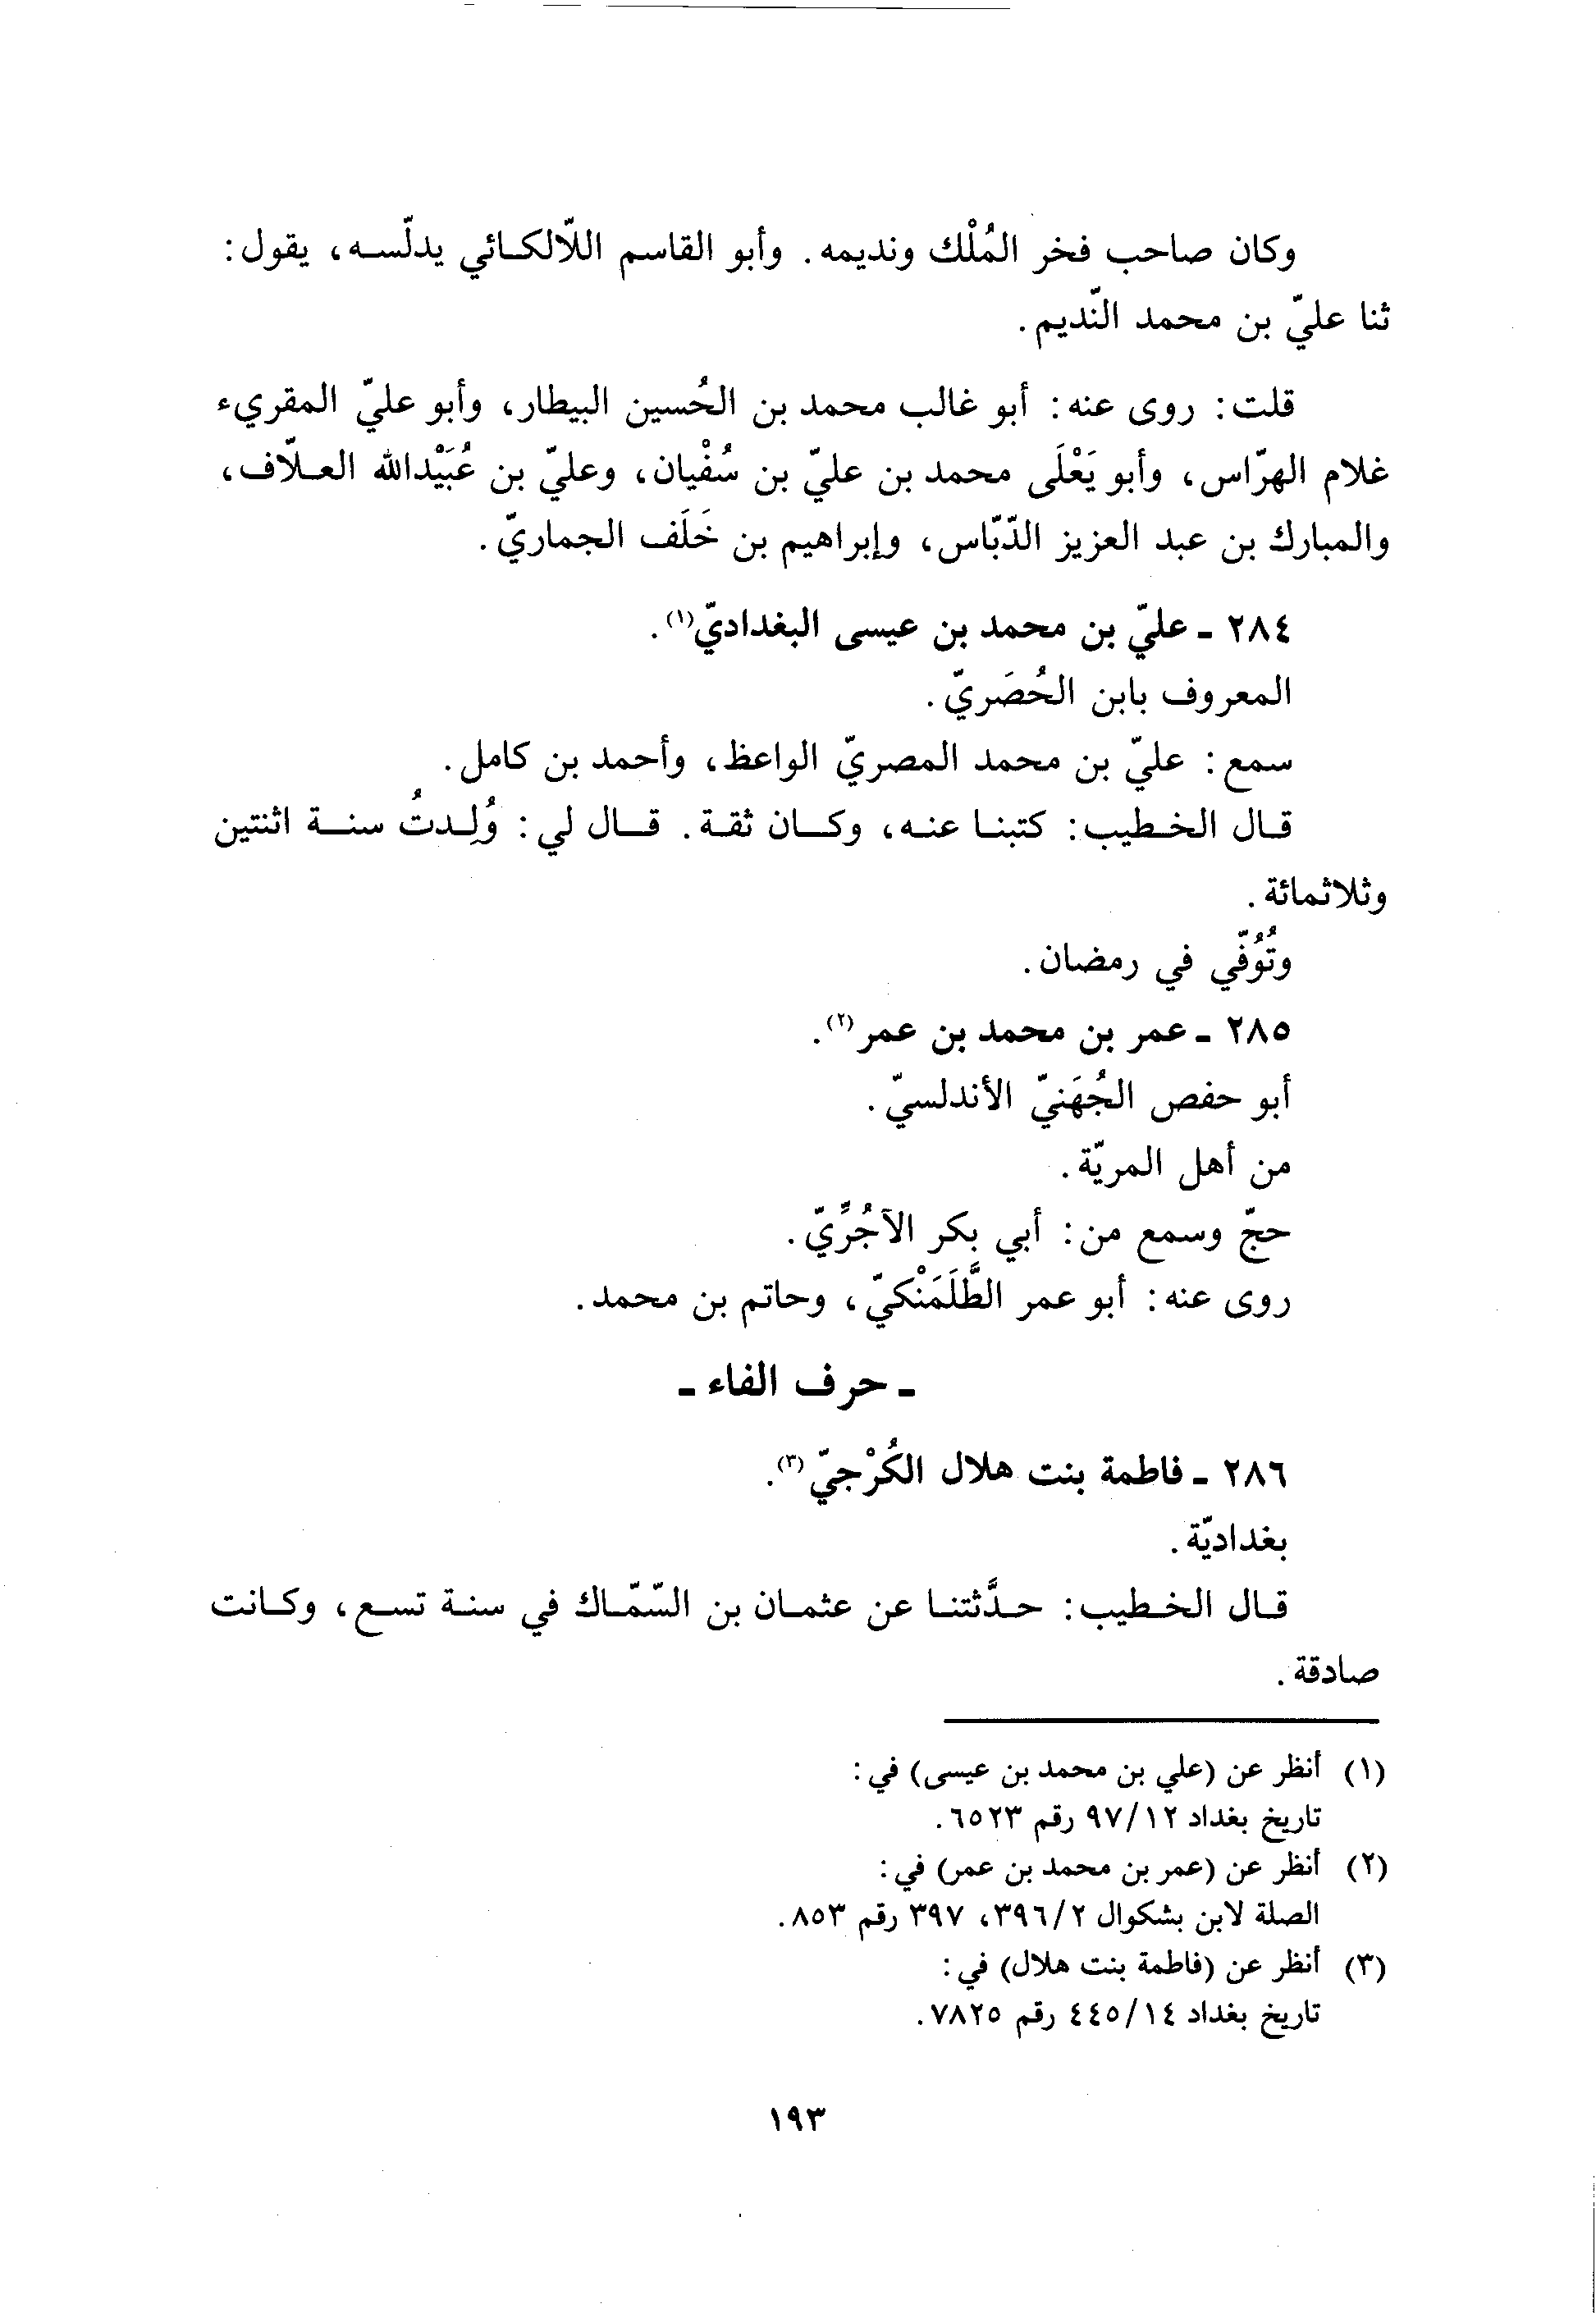 وكان صاحب فخر المُلْك ونديمه. وأبو القاسم اللّالكائي يدلّسه، يقول:
ثنا عليّ بن محمد النّديم.
قلت: روى عنه: أبو غالب محمد بن الحُسين البيطار، وأبو عليّ المقريء
غلام الهرّاس، وأبو يَعْلَى محمد بن عليّ بن سُفْيان، وعليّ بن عُبَيْدالله العلّاف،
والمبارك بن عبد العزيز الدّبّاس، وإبراهيم بن خَلَف الجماريّ.
٢٨٤ - عليّ بن محمد بن عيسى البغداديّ(١).
المعروف بابن الحُصَريّ.
سمع: عليّ بن محمد المصريّ الواعظ، وأحمد بن كامل.
قال الخطيب: كتبنا عنه، وكان ثقة. قال لي: وُلِدتُ سنة اثنتين
وثلاثمائة.
وتُوُفّي في رمضان.
٢٨٥ - عمر بن محمد بن عمر(٢).
أبو حفص الجُهَنيّ الأندلسيّ.
من أهل المريّة.
حجّ وسمع من: أبي بكر الآجُرِّيّ.
روى عنه: أبو عمر الطَّلَمَنْكيّ، وحاتم بن محمد.
- حرف الفاء -
٢٨٦ - فاطمة بنت هلال الكُرْجيّ(٣).
بغداديّة.
قال الخطيب: حدَّثتنا عن عثمان بن السّمّاك في سنة تسع، وكانت
صادقة.
(١) أنظر عن (علي بن محمد بن عيسى) في:
تاريخ بغداد ٩٧/١٢ رقم ٦٥٢٣.
(٢) أنظر عن (عمر بن محمد بن عمر) في:
الصلة لابن بشكوال ٣٩٦/٢، ٣٩٧ رقم ٨٥٣.
(٣) أنظر عن (فاطمة بنت هلال) في:
تاريخ بغداد ٤٤٥/١٤ رقم ٧٨٢٥.
١٩٣